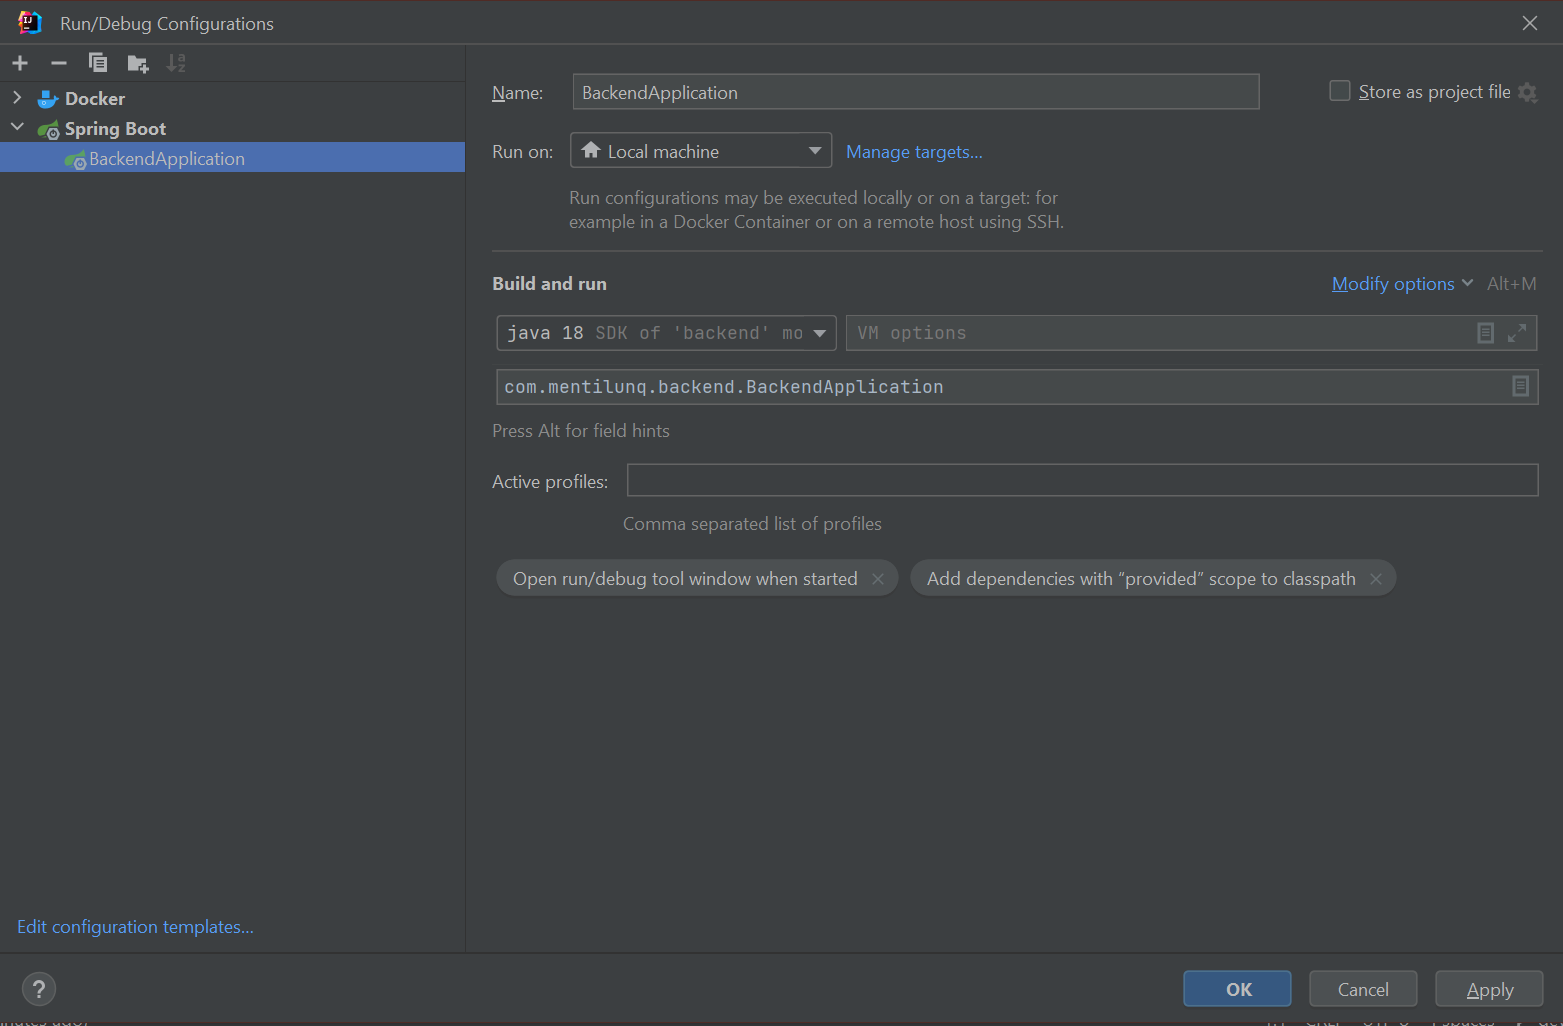 Run/Debug Configurations
Docker
Spring Boot
BackendApplication
Edit configuration templates...
Name: BackendApplication Store as project file
Run on: Local machine Manage targets...
Run configurations may be executed locally or on a target: for
example in a Docker Container or on a remote host using SSH.
Build and run Modify options Alt+M
java 18 SDK of 'backend' mo VM options
com.mentilunq.backend.BackendApplication
Press Alt for field hints
Active profiles:
Comma separated list of profiles
Open run/debug tool window when started Add dependencies with “provided” scope to classpath
? OK Cancel Apply